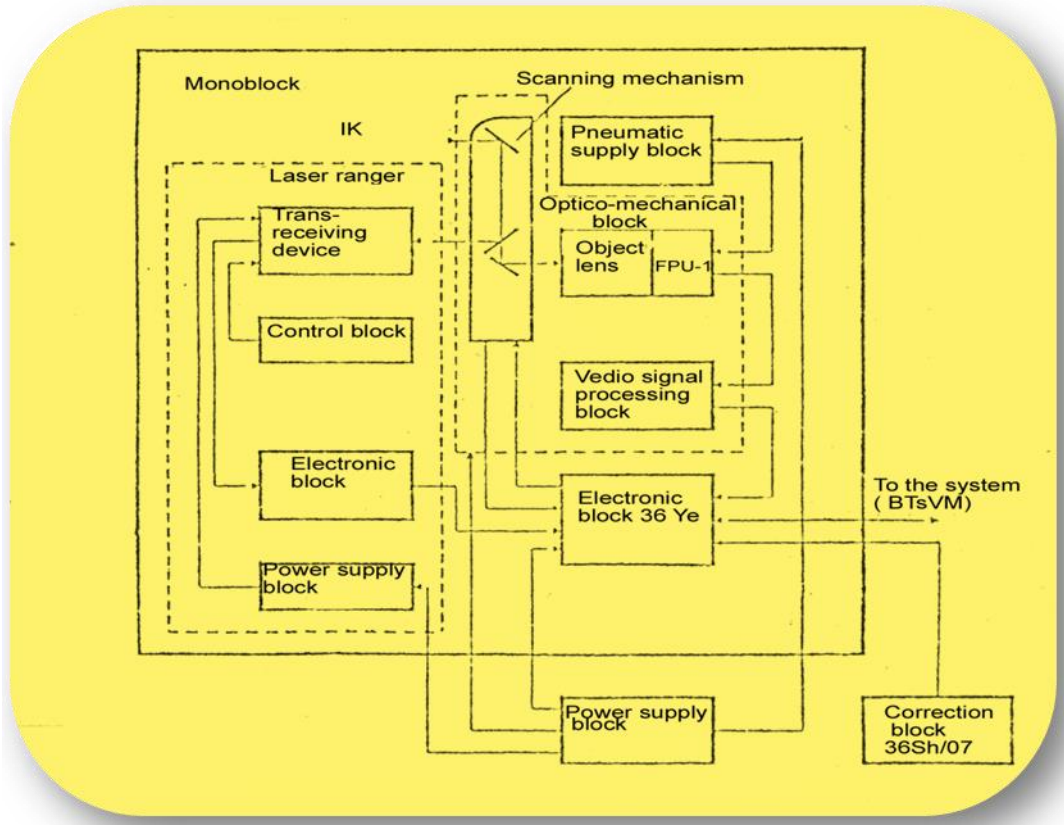 Monoblock
Scanning mechanism
IK
Pneumatic
supply block
Laser ranger
Optico-mechanical
block
Trans-
receiving
device
Object
lens
FPU-1
Control block
Vedio signal
processing
block
Electronic
block
Electronic
block 36 Ye
To the system
( BTsVM)
Power supply
block
Power supply
block
Correction
block
36Sh/07